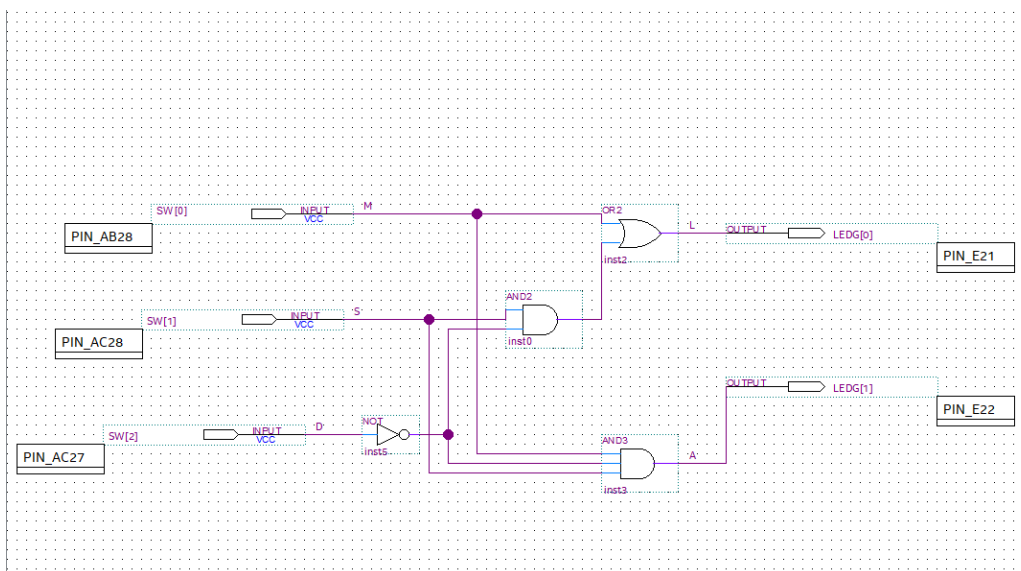 SW[0]
INPUT
VCC
M
PIN_AB28
OR2
inst2
L
OUTPUT
LEDG[0]
PIN_E21
SW[1]
INPUT
VCC
S
PIN_AC28
AND2
inst0
OUTPUT
LEDG[1]
PIN_E22
SW[2]
INPUT
VCC
D
PIN_AC27
NOT
inst5
AND3
inst3
A